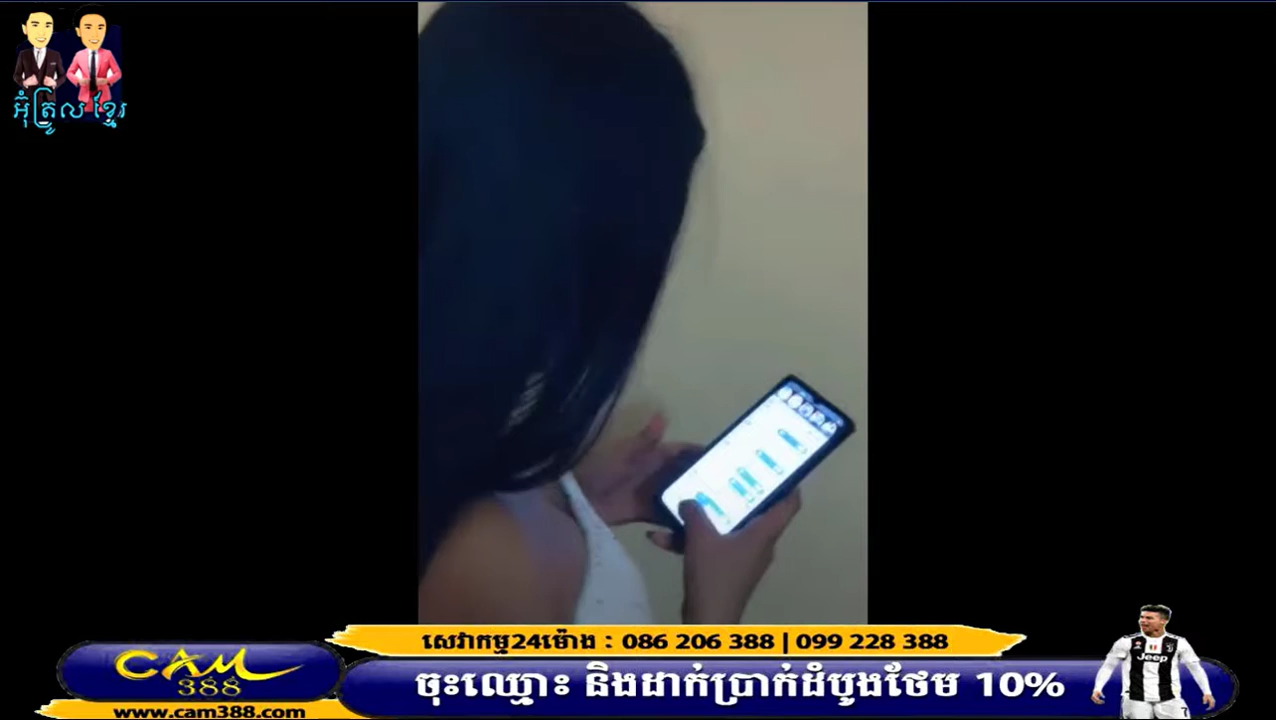 អ៊ុំត្រូល ខ្មែរ
សេវាកម្ម24ម៉ោង : 086 206 388 | 099 228 388
CAM
388
ចុះឈ្មោះ និងដាក់ប្រាក់ដំបូងថែម 10%
www.cam388.com
Jeep